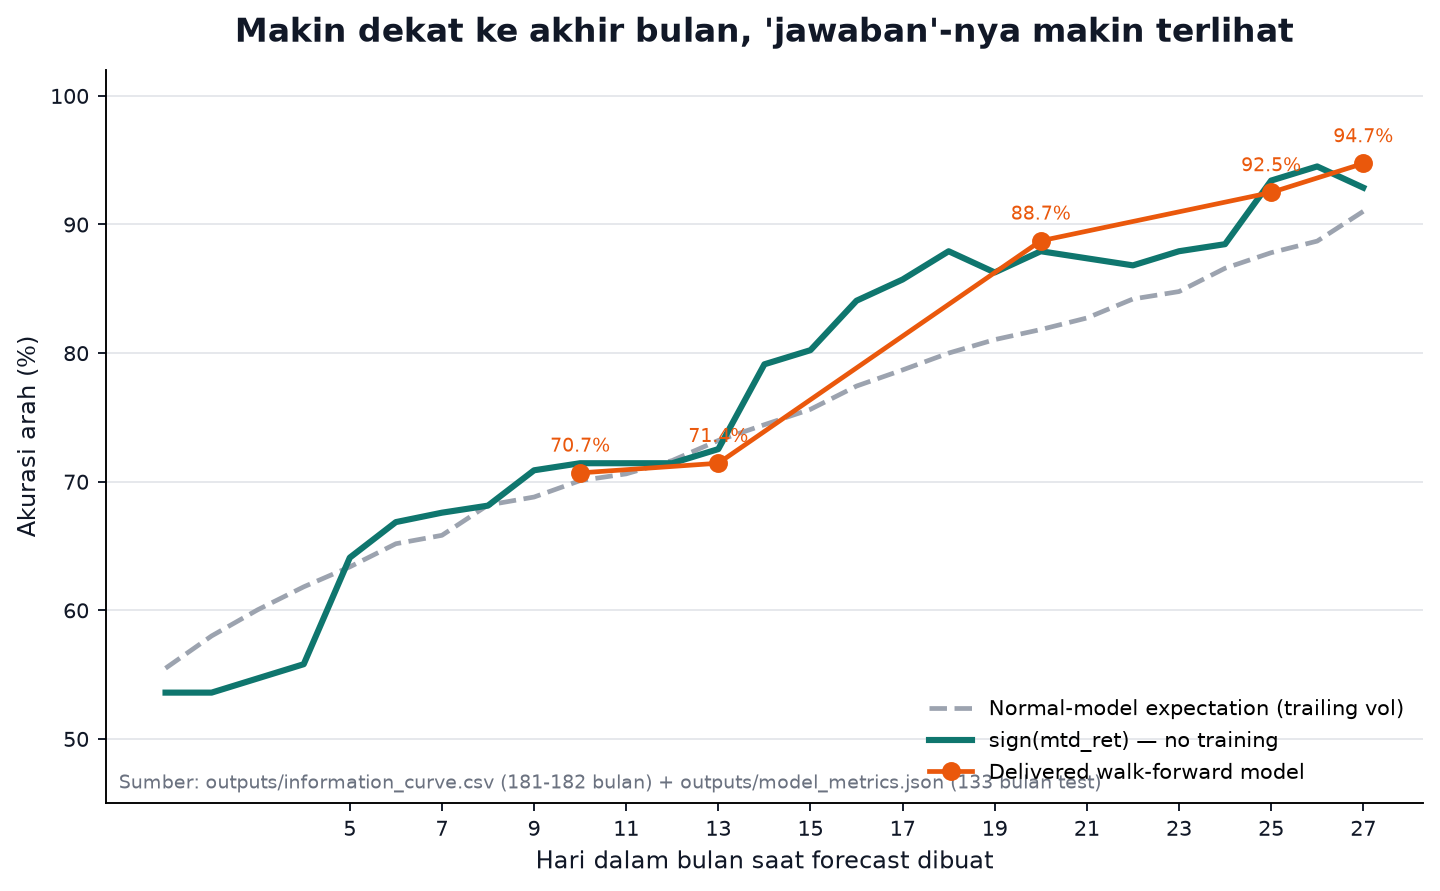 Makin dekat ke akhir bulan, 'jawaban'-nya makin terlihat
Akurasi arah (%)
100
90
80
70
60
50
70.7%
71.4%
88.7%
92.5%
94.7%
Normal-model expectation (trailing vol)
sign(mtd_ret) — no training
Delivered walk-forward model
Sumber: outputs/information_curve.csv (181-182 bulan) + outputs/model_metrics.json (133 bulan test)
5 7 9 11 13 15 17 19 21 23 25 27
Hari dalam bulan saat forecast dibuat